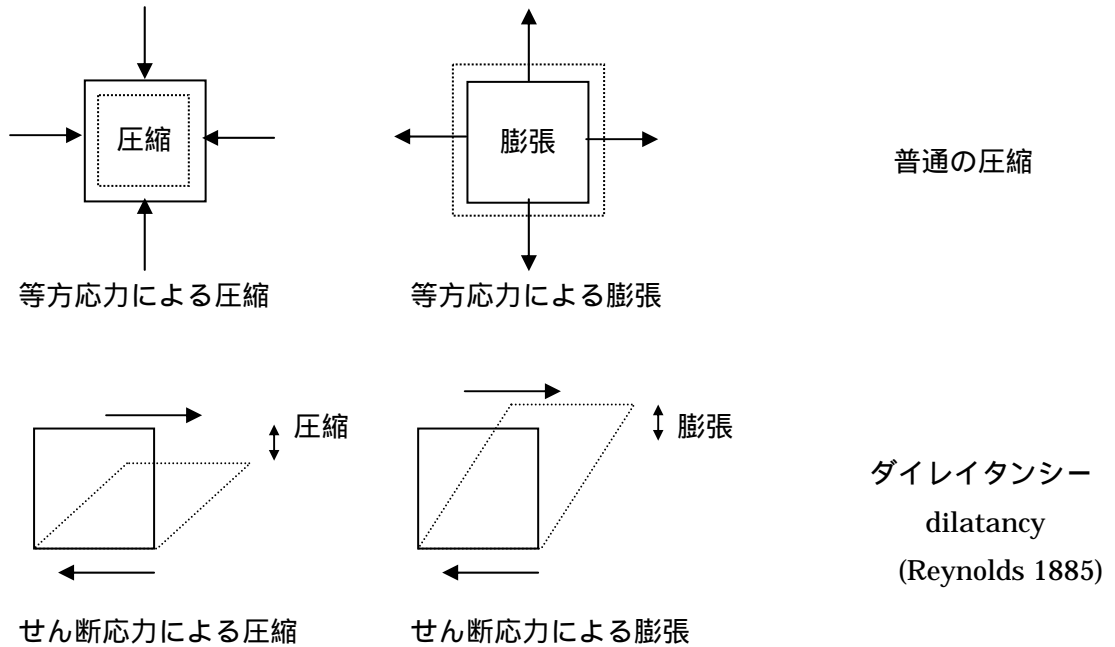 圧縮
膨張
普通の圧縮
等方応力による圧縮
等方応力による膨張
圧縮
膨張
ダイレイタンシー
dilatancy
(Reynolds 1885)
せん断応力による圧縮
せん断応力による膨張